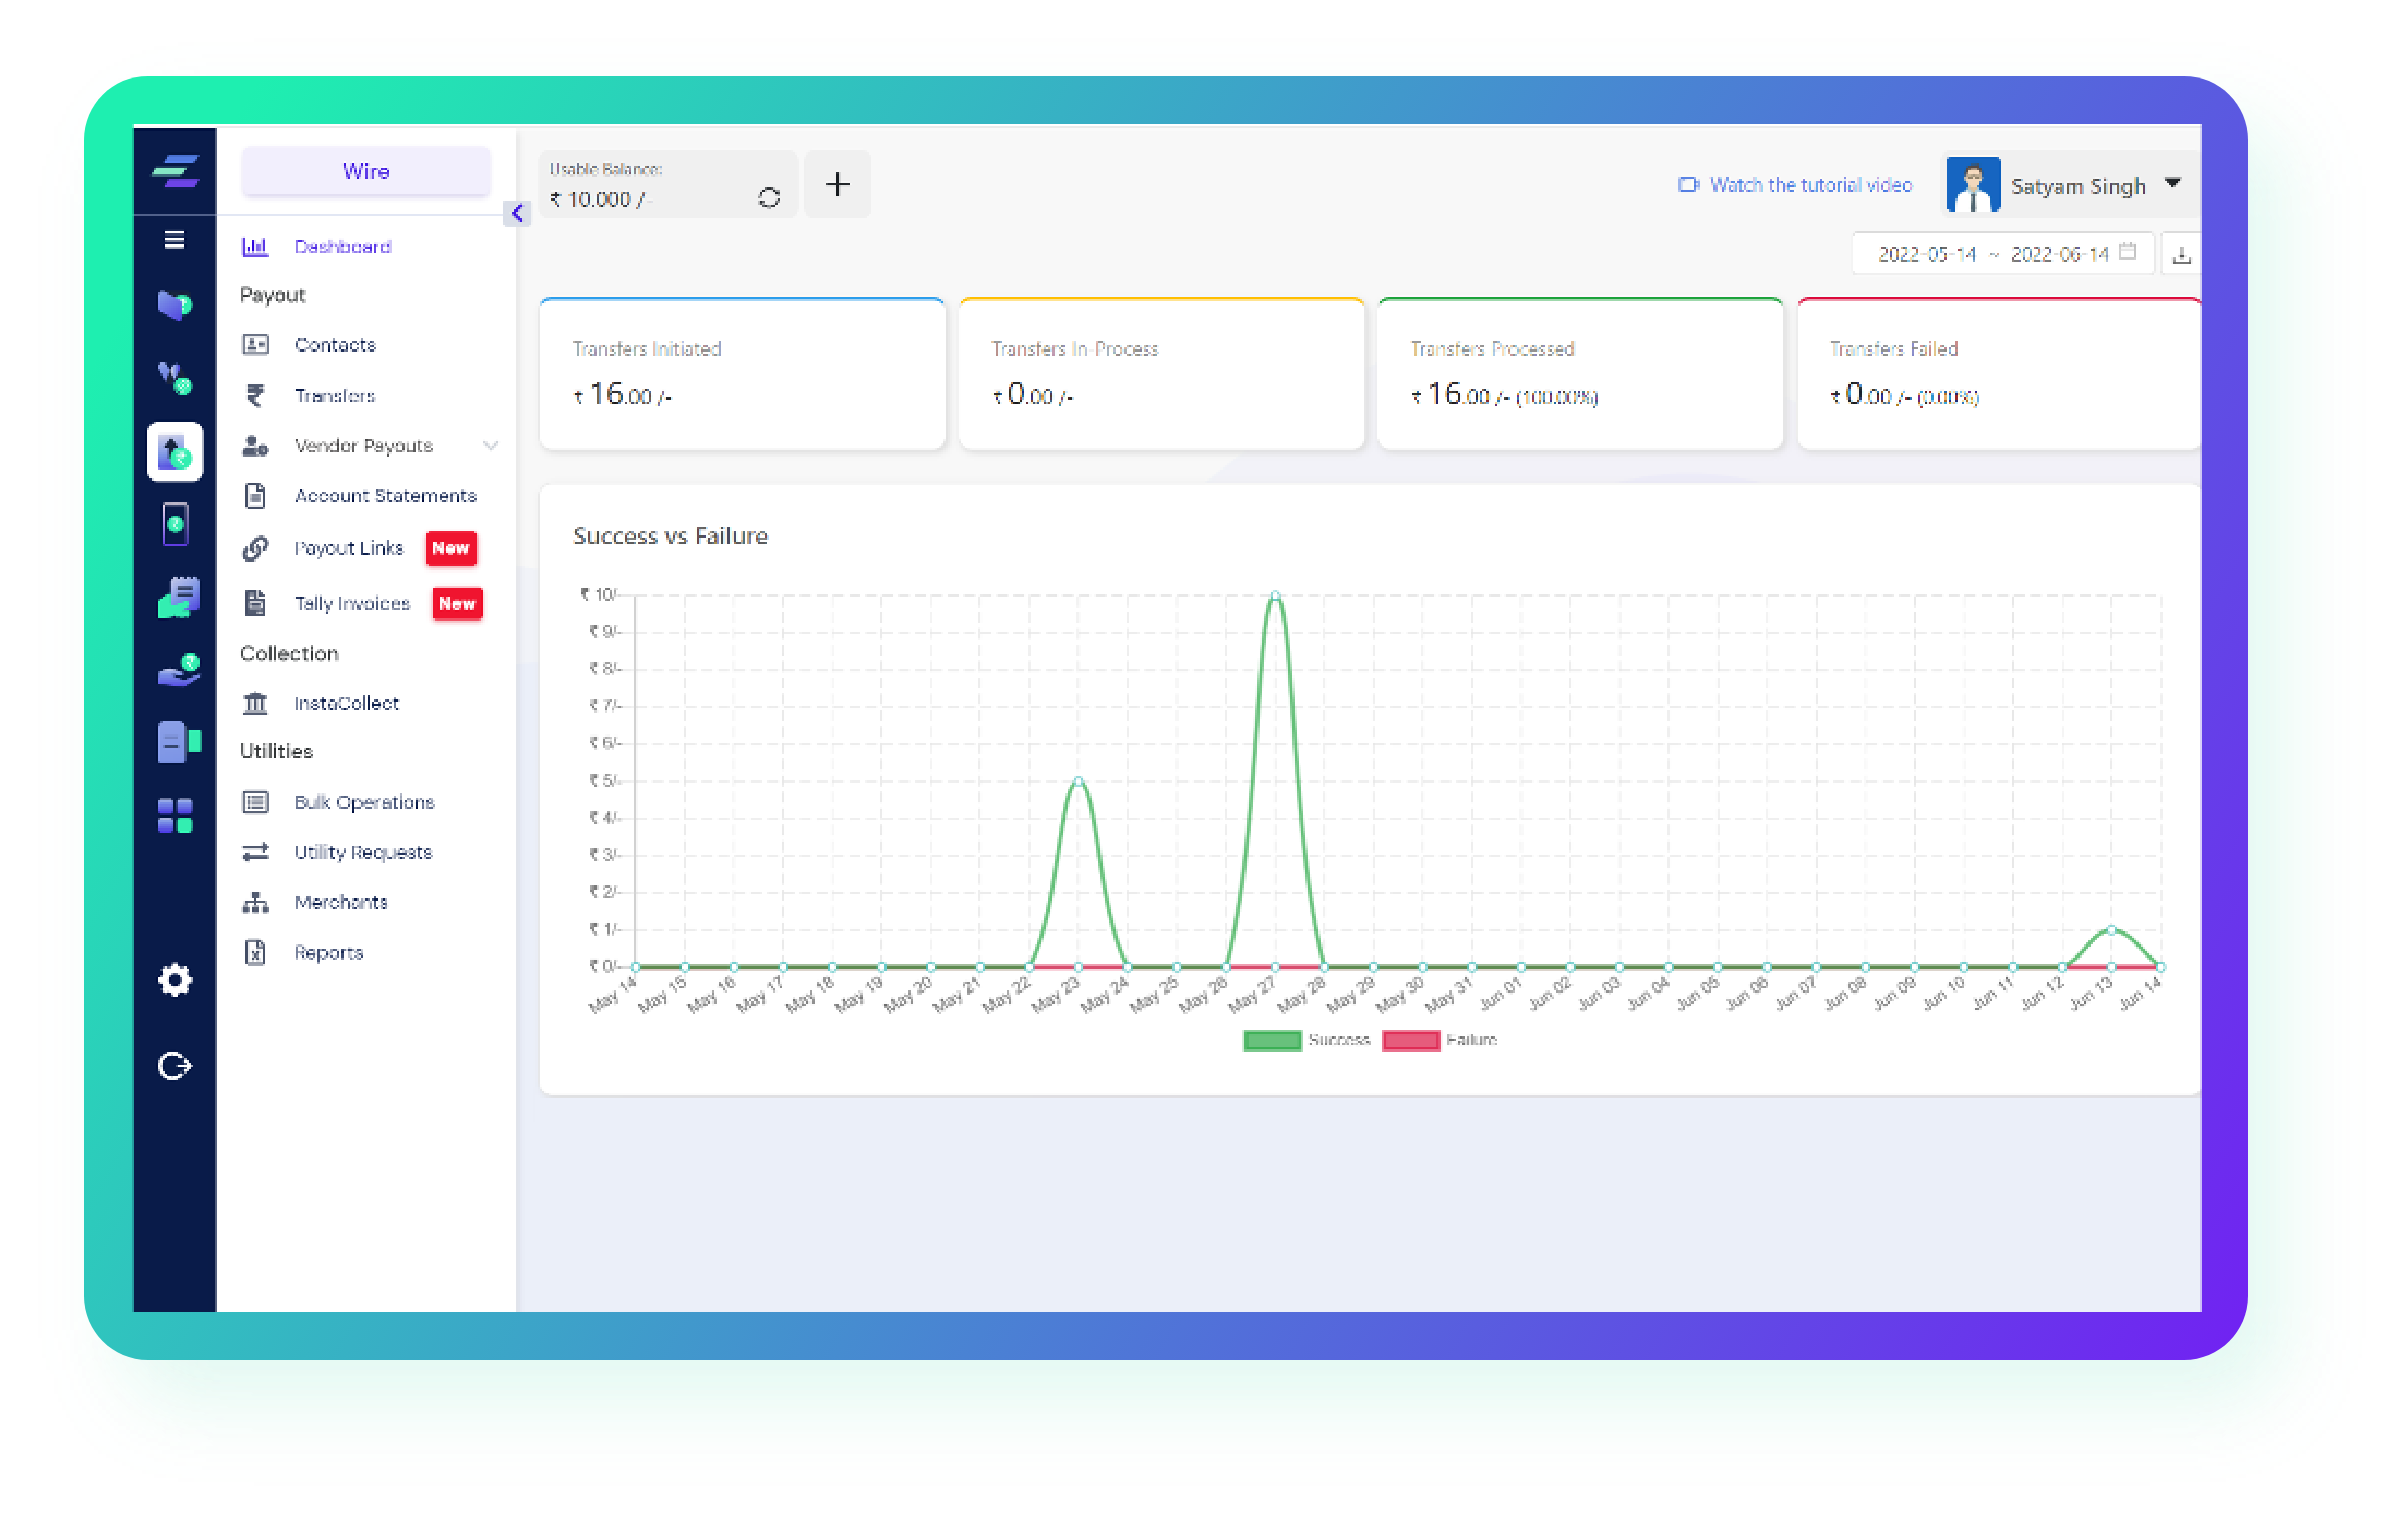 Wire
Usable Balance:
₹ 10.000 /-
Watch the tutorial video
Satyam Singh
2022-05-14 ~ 2022-06-14
Dashboard
Payout
Contacts
Transfers
Vendor Payouts
Account Statements
Payout Links New
Tally Invoices New
Collection
InstaCollect
Utilities
Bulk Operations
Utility Requests
Merchants
Reports
Transfers Initiated
₹ 16.00 /-
Transfers In-Process
₹ 0.00 /-
Transfers Processed
₹ 16.00 /- (100.00%)
Transfers Failed
₹ 0.00 /- (0.00%)
Success vs Failure
₹ 10/-
₹ 9/-
₹ 8/-
₹ 7/-
₹ 6/-
₹ 5/-
₹ 4/-
₹ 3/-
₹ 2/-
₹ 1/-
₹ 0/-
May 14 May 15 May 16 May 17 May 18 May 19 May 20 May 21 May 22 May 23 May 24 May 25 May 26 May 27 May 28 May 29 May 30 May 31 Jun 01 Jun 02 Jun 03 Jun 04 Jun 05 Jun 06 Jun 07 Jun 08 Jun 09 Jun 10 Jun 11 Jun 12 Jun 13 Jun 14
Success Failure